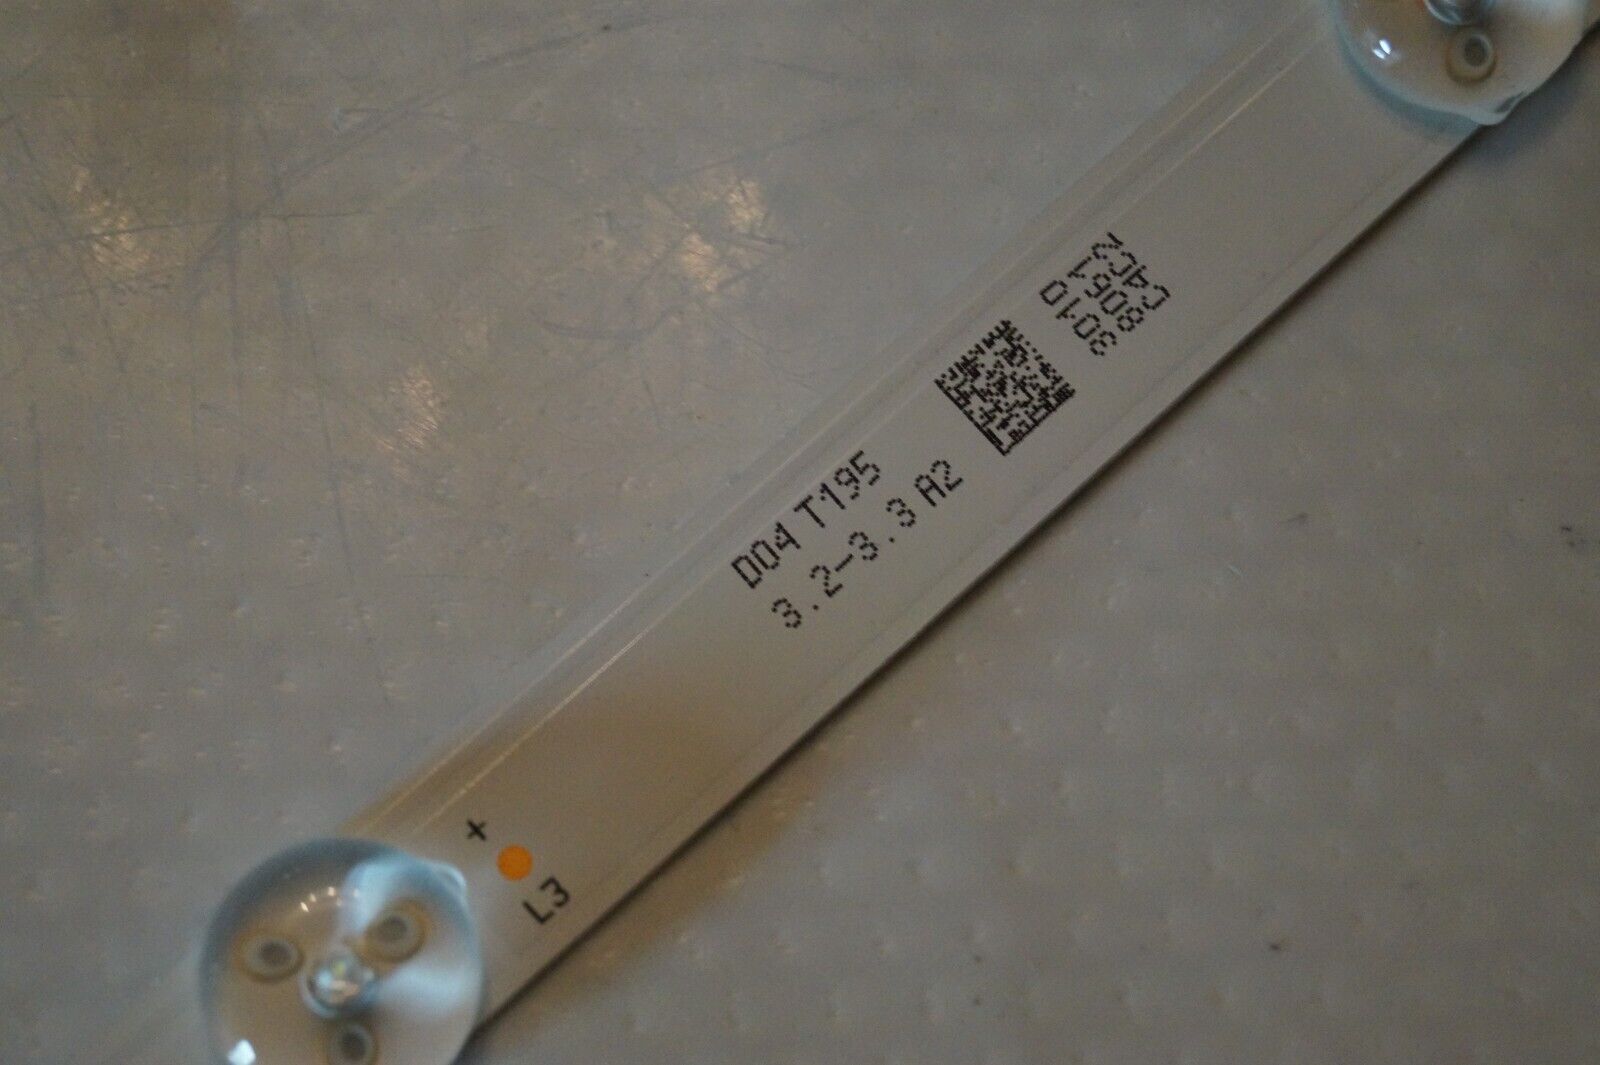 3010
8061
C4C2
D04 T195
3.2-3.3 A2
+
L3